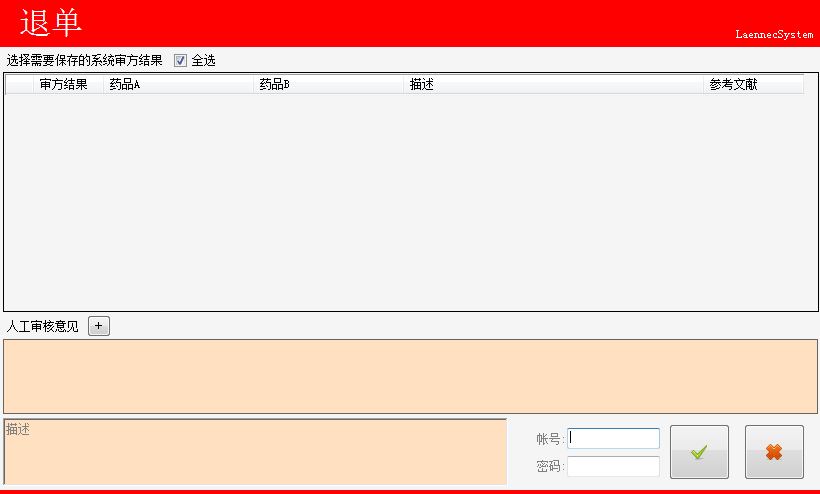 退单
LaennecSystem
选择需要保存的系统审方结果 全选
审方结果 药品A 药品B 描述 参考文献
人工审核意见 +
描述
帐号:
密码: